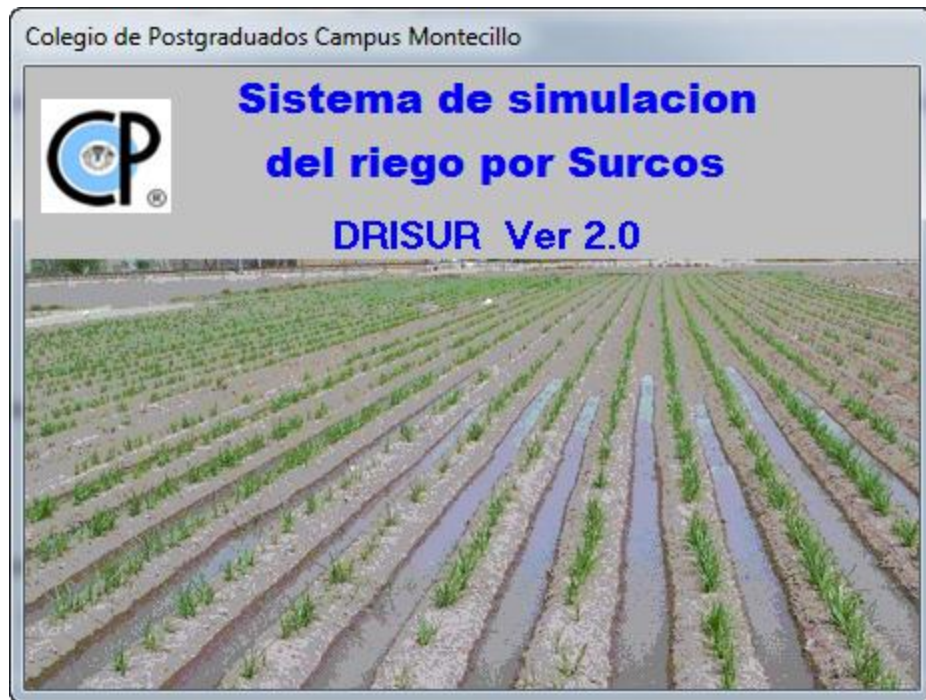 Colegio de Postgraduados Campus Montecillo
Sistema de simulacion
del riego por Surcos
DRISUR Ver 2.0
CP
®